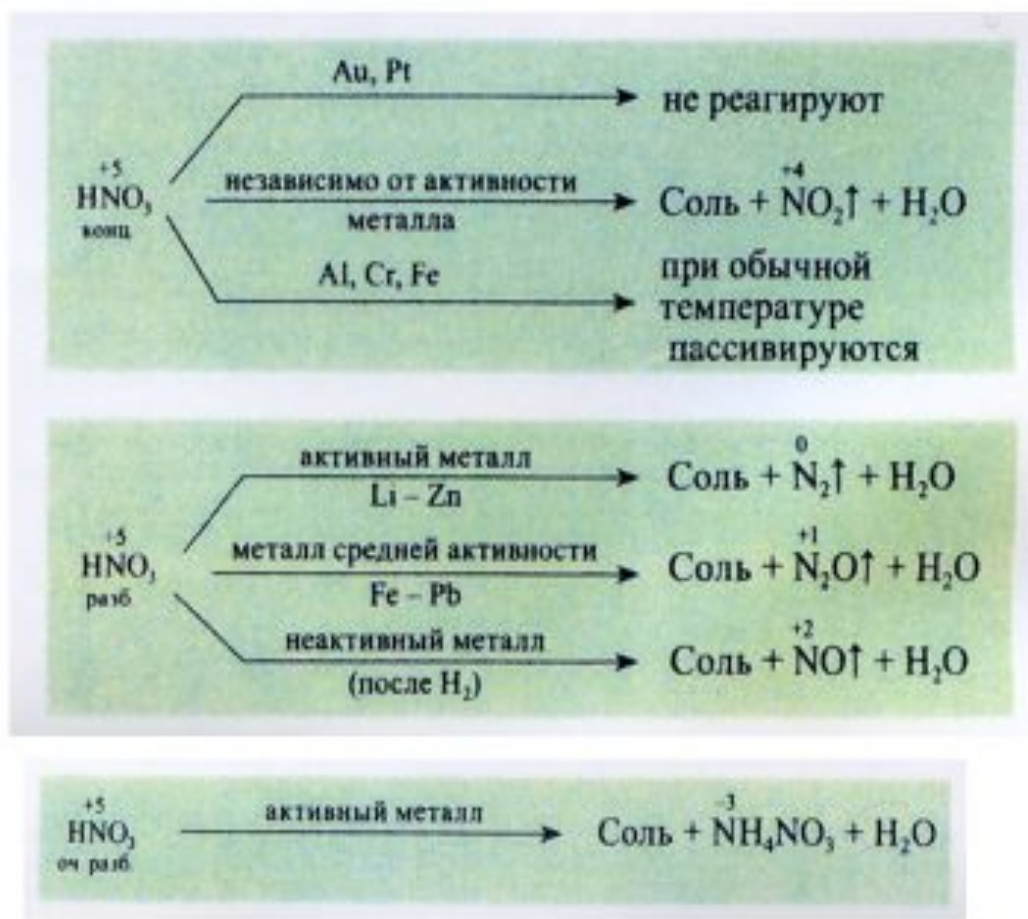 Au, Pt
не реагируют
+5
HNO₃
конц
независимо от активности
металла
+4
Соль + NO₂↑ + H₂O
Al, Cr, Fe
при обычной
температуре
пассивируются
активный металл
Li – Zn
0
Соль + N₂↑ + H₂O
+5
HNO₃
разб
металл средней активности
Fe – Pb
+1
Соль + N₂O↑ + H₂O
неактивный металл
(после H₂)
+2
Соль + NO↑ + H₂O
+5
HNO₃
оч разб.
активный металл
-3
Соль + NH₄NO₃ + H₂O